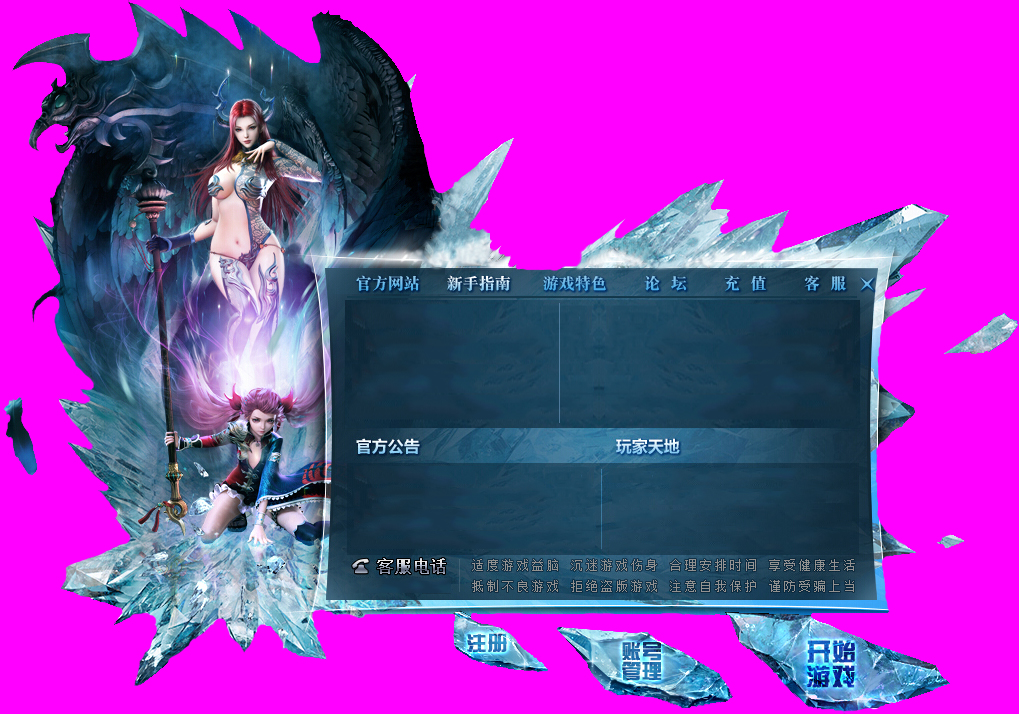 官方网站 新手指南 游戏特色 论坛 充值 客服
官方公告 玩家天地
客服电话
适度游戏益脑 沉迷游戏伤身 合理安排时间 享受健康生活
抵制不良游戏 拒绝盗版游戏 注意自我保护 谨防受骗上当
注册
账号
管理
开始
游戏